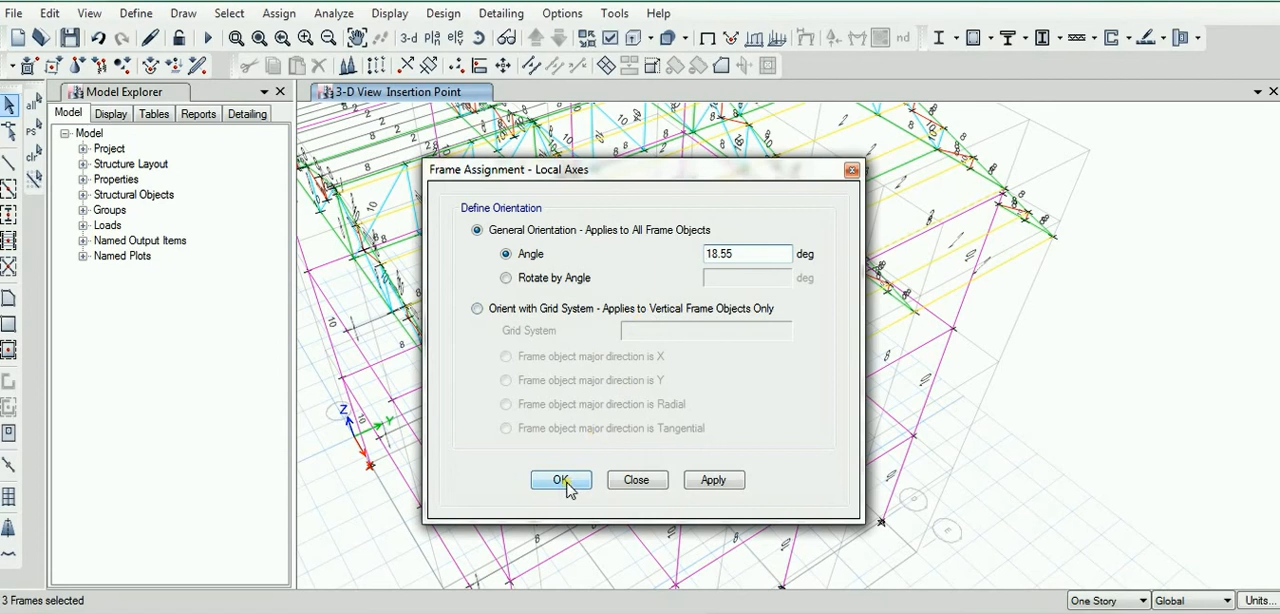 File Edit View Define Draw Select Assign Analyze Display Design Detailing Options Tools Help
3-d
nd
Model Explorer
3-D View Insertion Point
Model Display Tables Reports Detailing
all
ps
clr
Model
Project
Structure Layout
Properties
Structural Objects
Groups
Loads
Named Output Items
Named Plots
Frame Assignment - Local Axes
Define Orientation
General Orientation - Applies to All Frame Objects
Angle 18.55 deg
Rotate by Angle deg
Orient with Grid System - Applies to Vertical Frame Objects Only
Grid System
Frame object major direction is X
Frame object major direction is Y
Frame object major direction is Radial
Frame object major direction is Tangential
OK Close Apply
Z
Y
3 Frames selected
One Story Global Units...